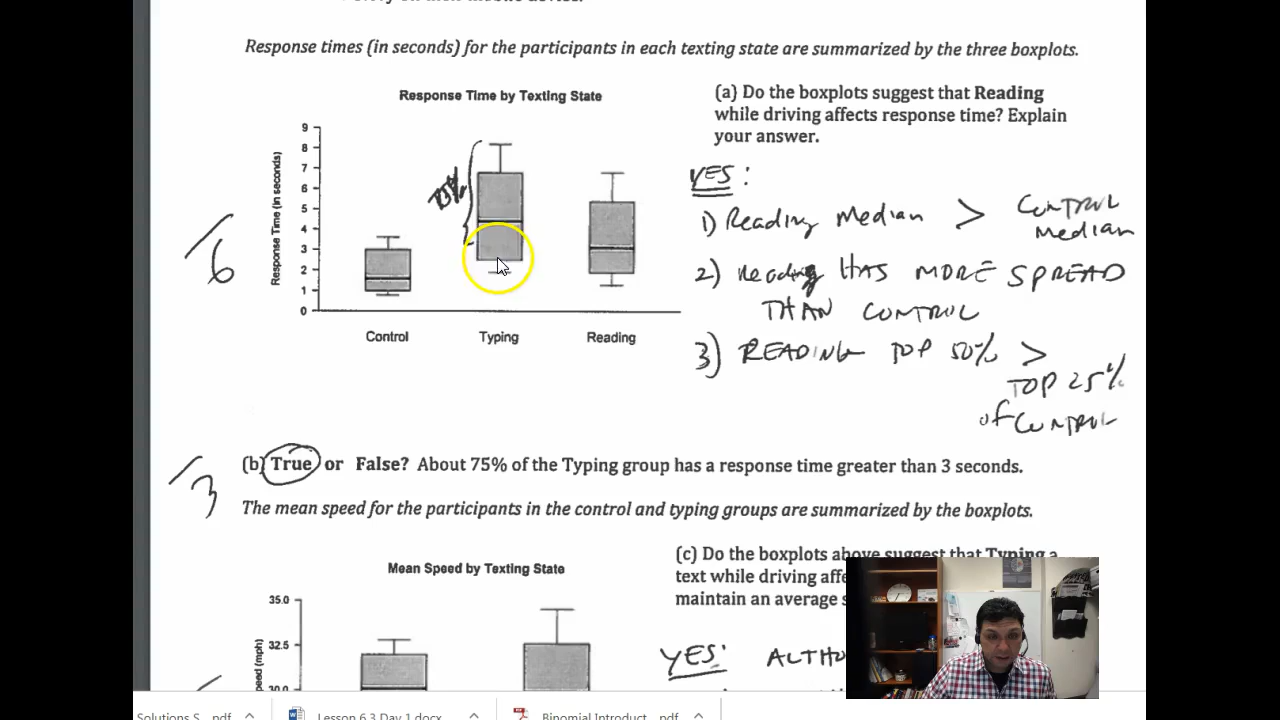 Response times (in seconds) for the participants in each texting state are summarized by the three boxplots.
Response Time by Texting State
Response Time (in seconds)
9
8
7
6
5
4
3
2
1
0
75%
Control
Typing
Reading
/6
(a) Do the boxplots suggest that Reading
while driving affects response time? Explain
your answer.
YES:
1) Reading Median > CONTROL
MEDIAN
2) Reading HAS MORE SPREAD
THAN CONTROL
3) READING TOP 50% >
TOP 25%
of CONTROL
/3
(b) True or False? About 75% of the Typing group has a response time greater than 3 seconds.
The mean speed for the participants in the control and typing groups are summarized by the boxplots.
Mean Speed by Texting State
35.0
32.5
30.0
(mph)
(c) Do the boxplots above suggest that Typing a
text while driving
maintain an average
YES:
Solutions S....pdf
Lesson 6.3 Day 1.docx
Binomial Introduct....pdf